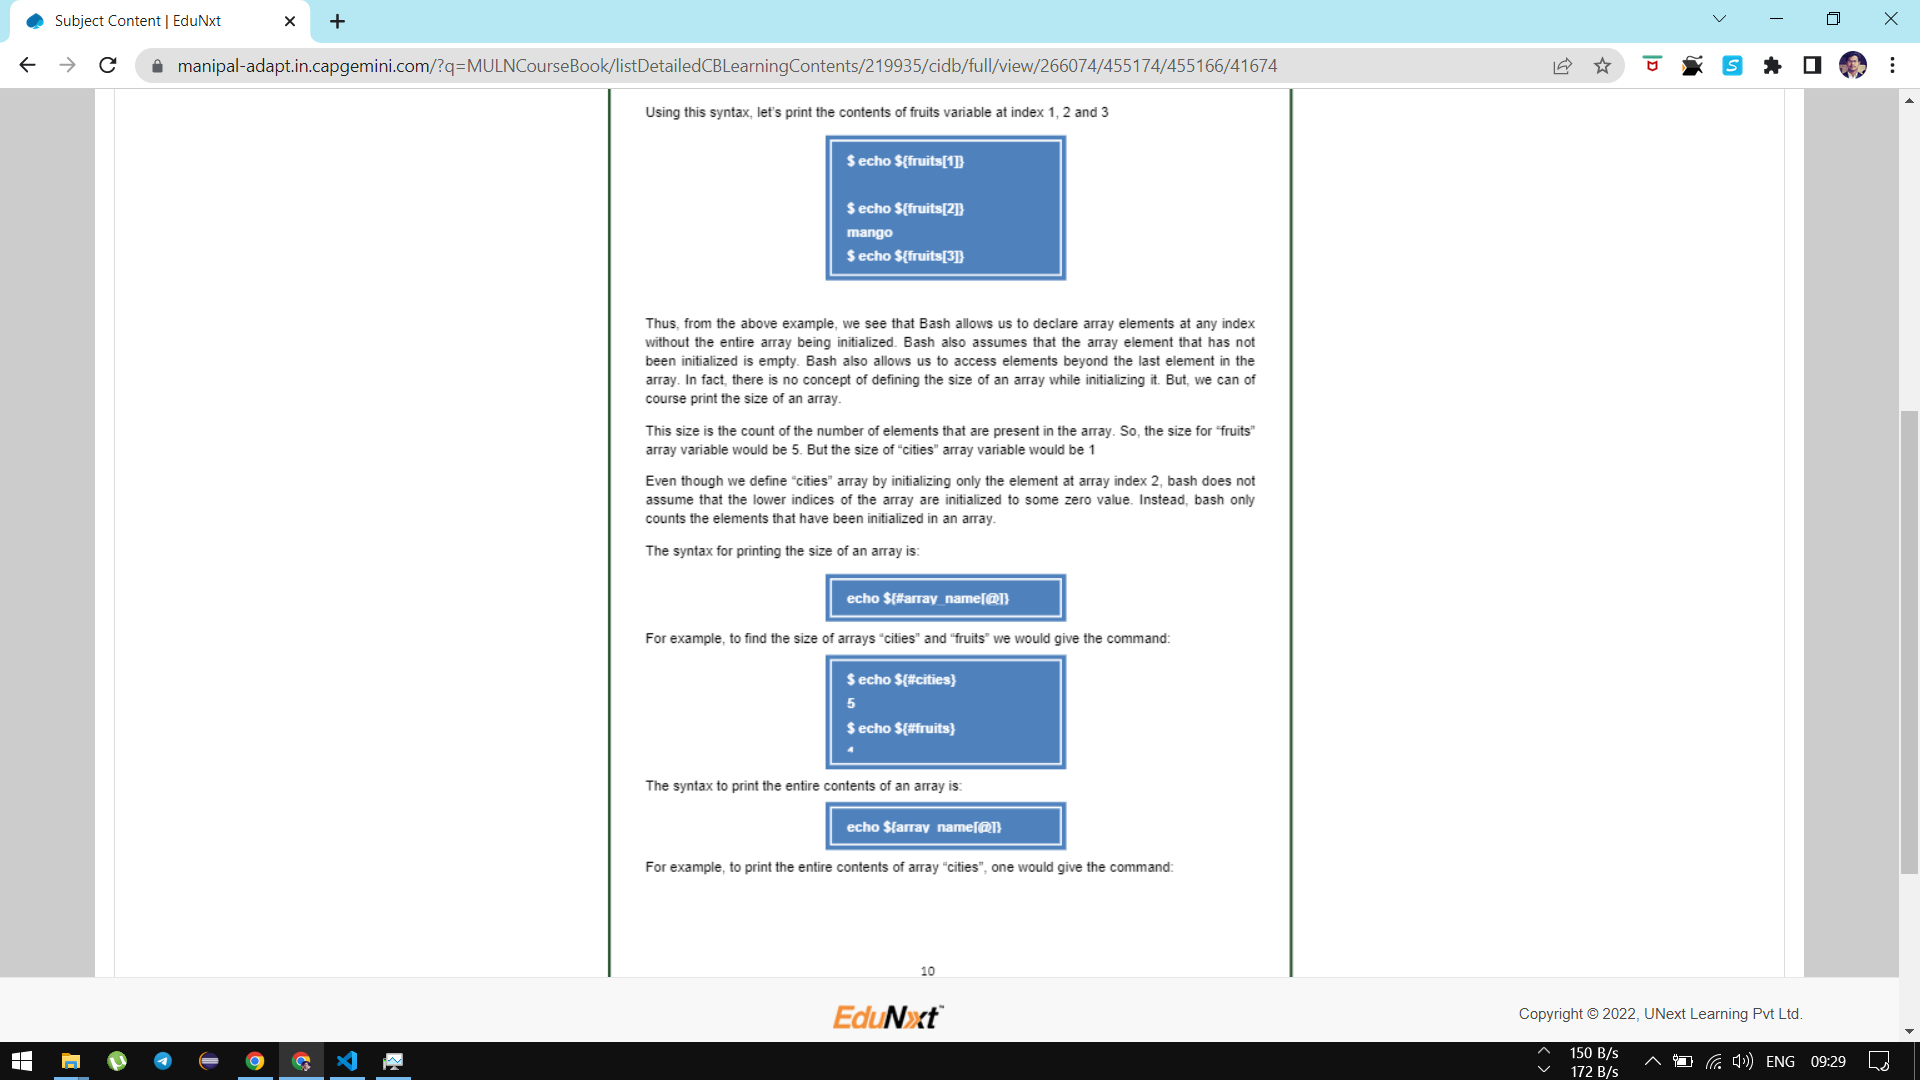 Subject Content | EduNxt
manipal-adapt.in.capgemini.com/?q=MULNCourseBook/listDetailedCBLearningContents/219935/cidb/full/view/266074/455174/455166/41674
Using this syntax, let's print the contents of fruits variable at index 1, 2 and 3
$ echo ${fruits[1]}
$ echo ${fruits[2]}
mango
$ echo ${fruits[3]}
Thus, from the above example, we see that Bash allows us to declare array elements at any index
without the entire array being initialized. Bash also assumes that the array element that has not
been initialized is empty. Bash also allows us to access elements beyond the last element in the
array. In fact, there is no concept of defining the size of an array while initializing it. But, we can of
course print the size of an array.
This size is the count of the number of elements that are present in the array. So, the size for “fruits”
array variable would be 5. But the size of “cities” array variable would be 1
Even though we define “cities” array by initializing only the element at array index 2, bash does not
assume that the lower indices of the array are initialized to some zero value. Instead, bash only
counts the elements that have been initialized in an array.
The syntax for printing the size of an array is:
echo ${#array_name[@]}
For example, to find the size of arrays “cities” and “fruits” we would give the command:
$ echo ${#cities}
5
$ echo ${#fruits}
The syntax to print the entire contents of an array is:
echo ${array_name[@]}
For example, to print the entire contents of array “cities”, one would give the command:
10
EduNxt™
Copyright © 2022, UNext Learning Pvt Ltd.
150 B/s
172 B/s
ENG
09:29